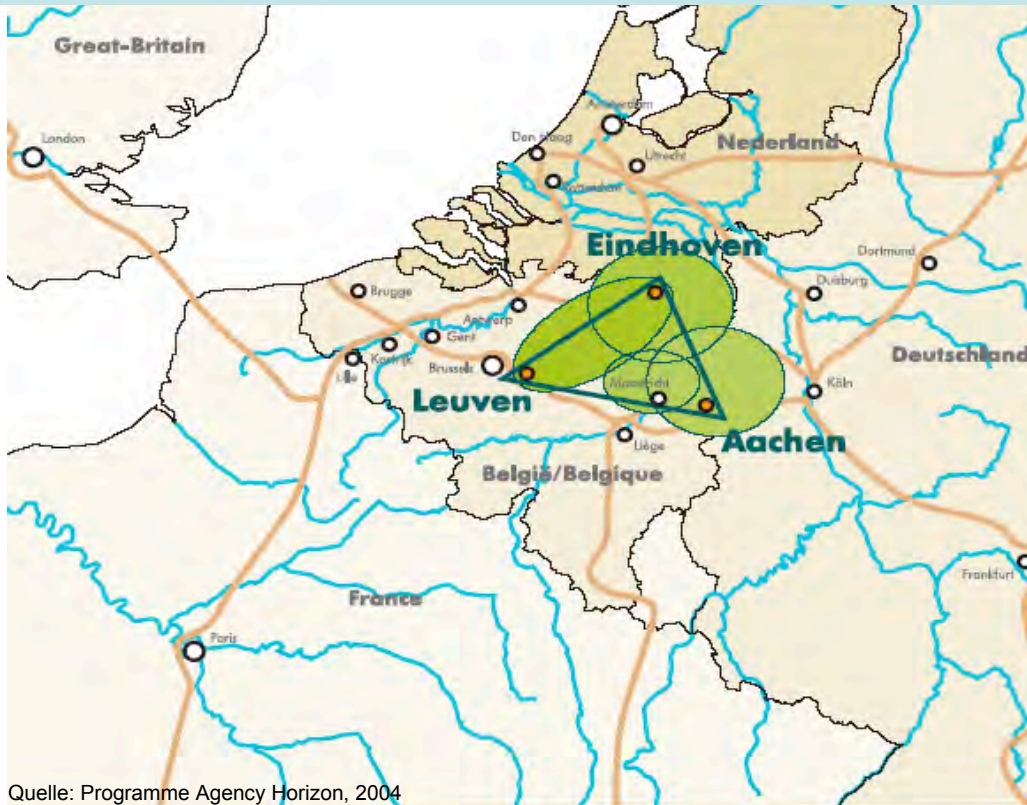 Great-Britain
London
Amsterdam
Den Haag
Utrecht
Nederland
Rotterdam
Eindhoven
Dortmund
Duisburg
Brugge
Antwerp
Gent
Kortrijk
Lille
Brussels
Deutschland
Maastricht
Köln
Leuven
Aachen
Liège
België/Belgique
Frankfurt
France
Paris
Quelle: Programme Agency Horizon, 2004